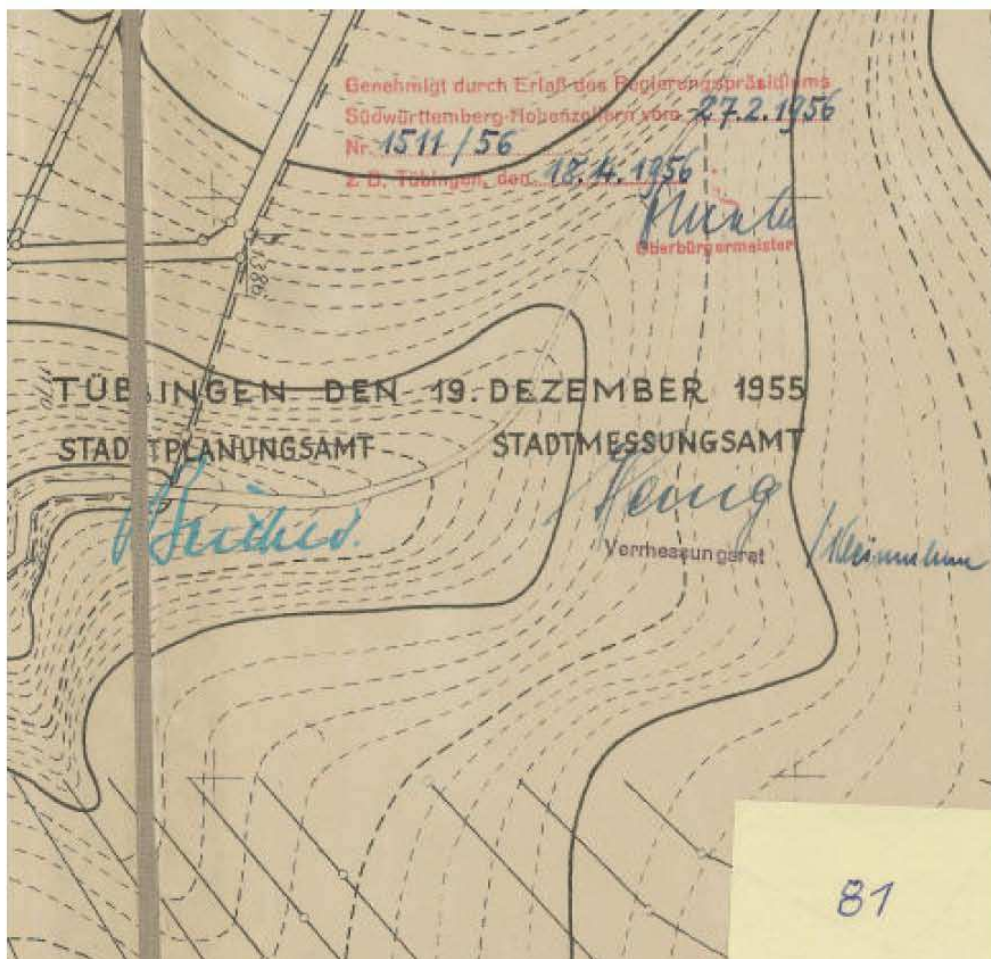 Genehmigt durch Erlaß des Regierungspräsidiums
Südwürttemberg-Hohenzollern vom 27.2.1956
Nr. 1511/56
Z. B. Tübingen, den 18.4.1956
Oberbürgermeister
1386
TÜBINGEN DEN 19. DEZEMBER 1955
STADTPLANUNGSAMT STADTMESSUNGSAMT
Vermessungsrat
81